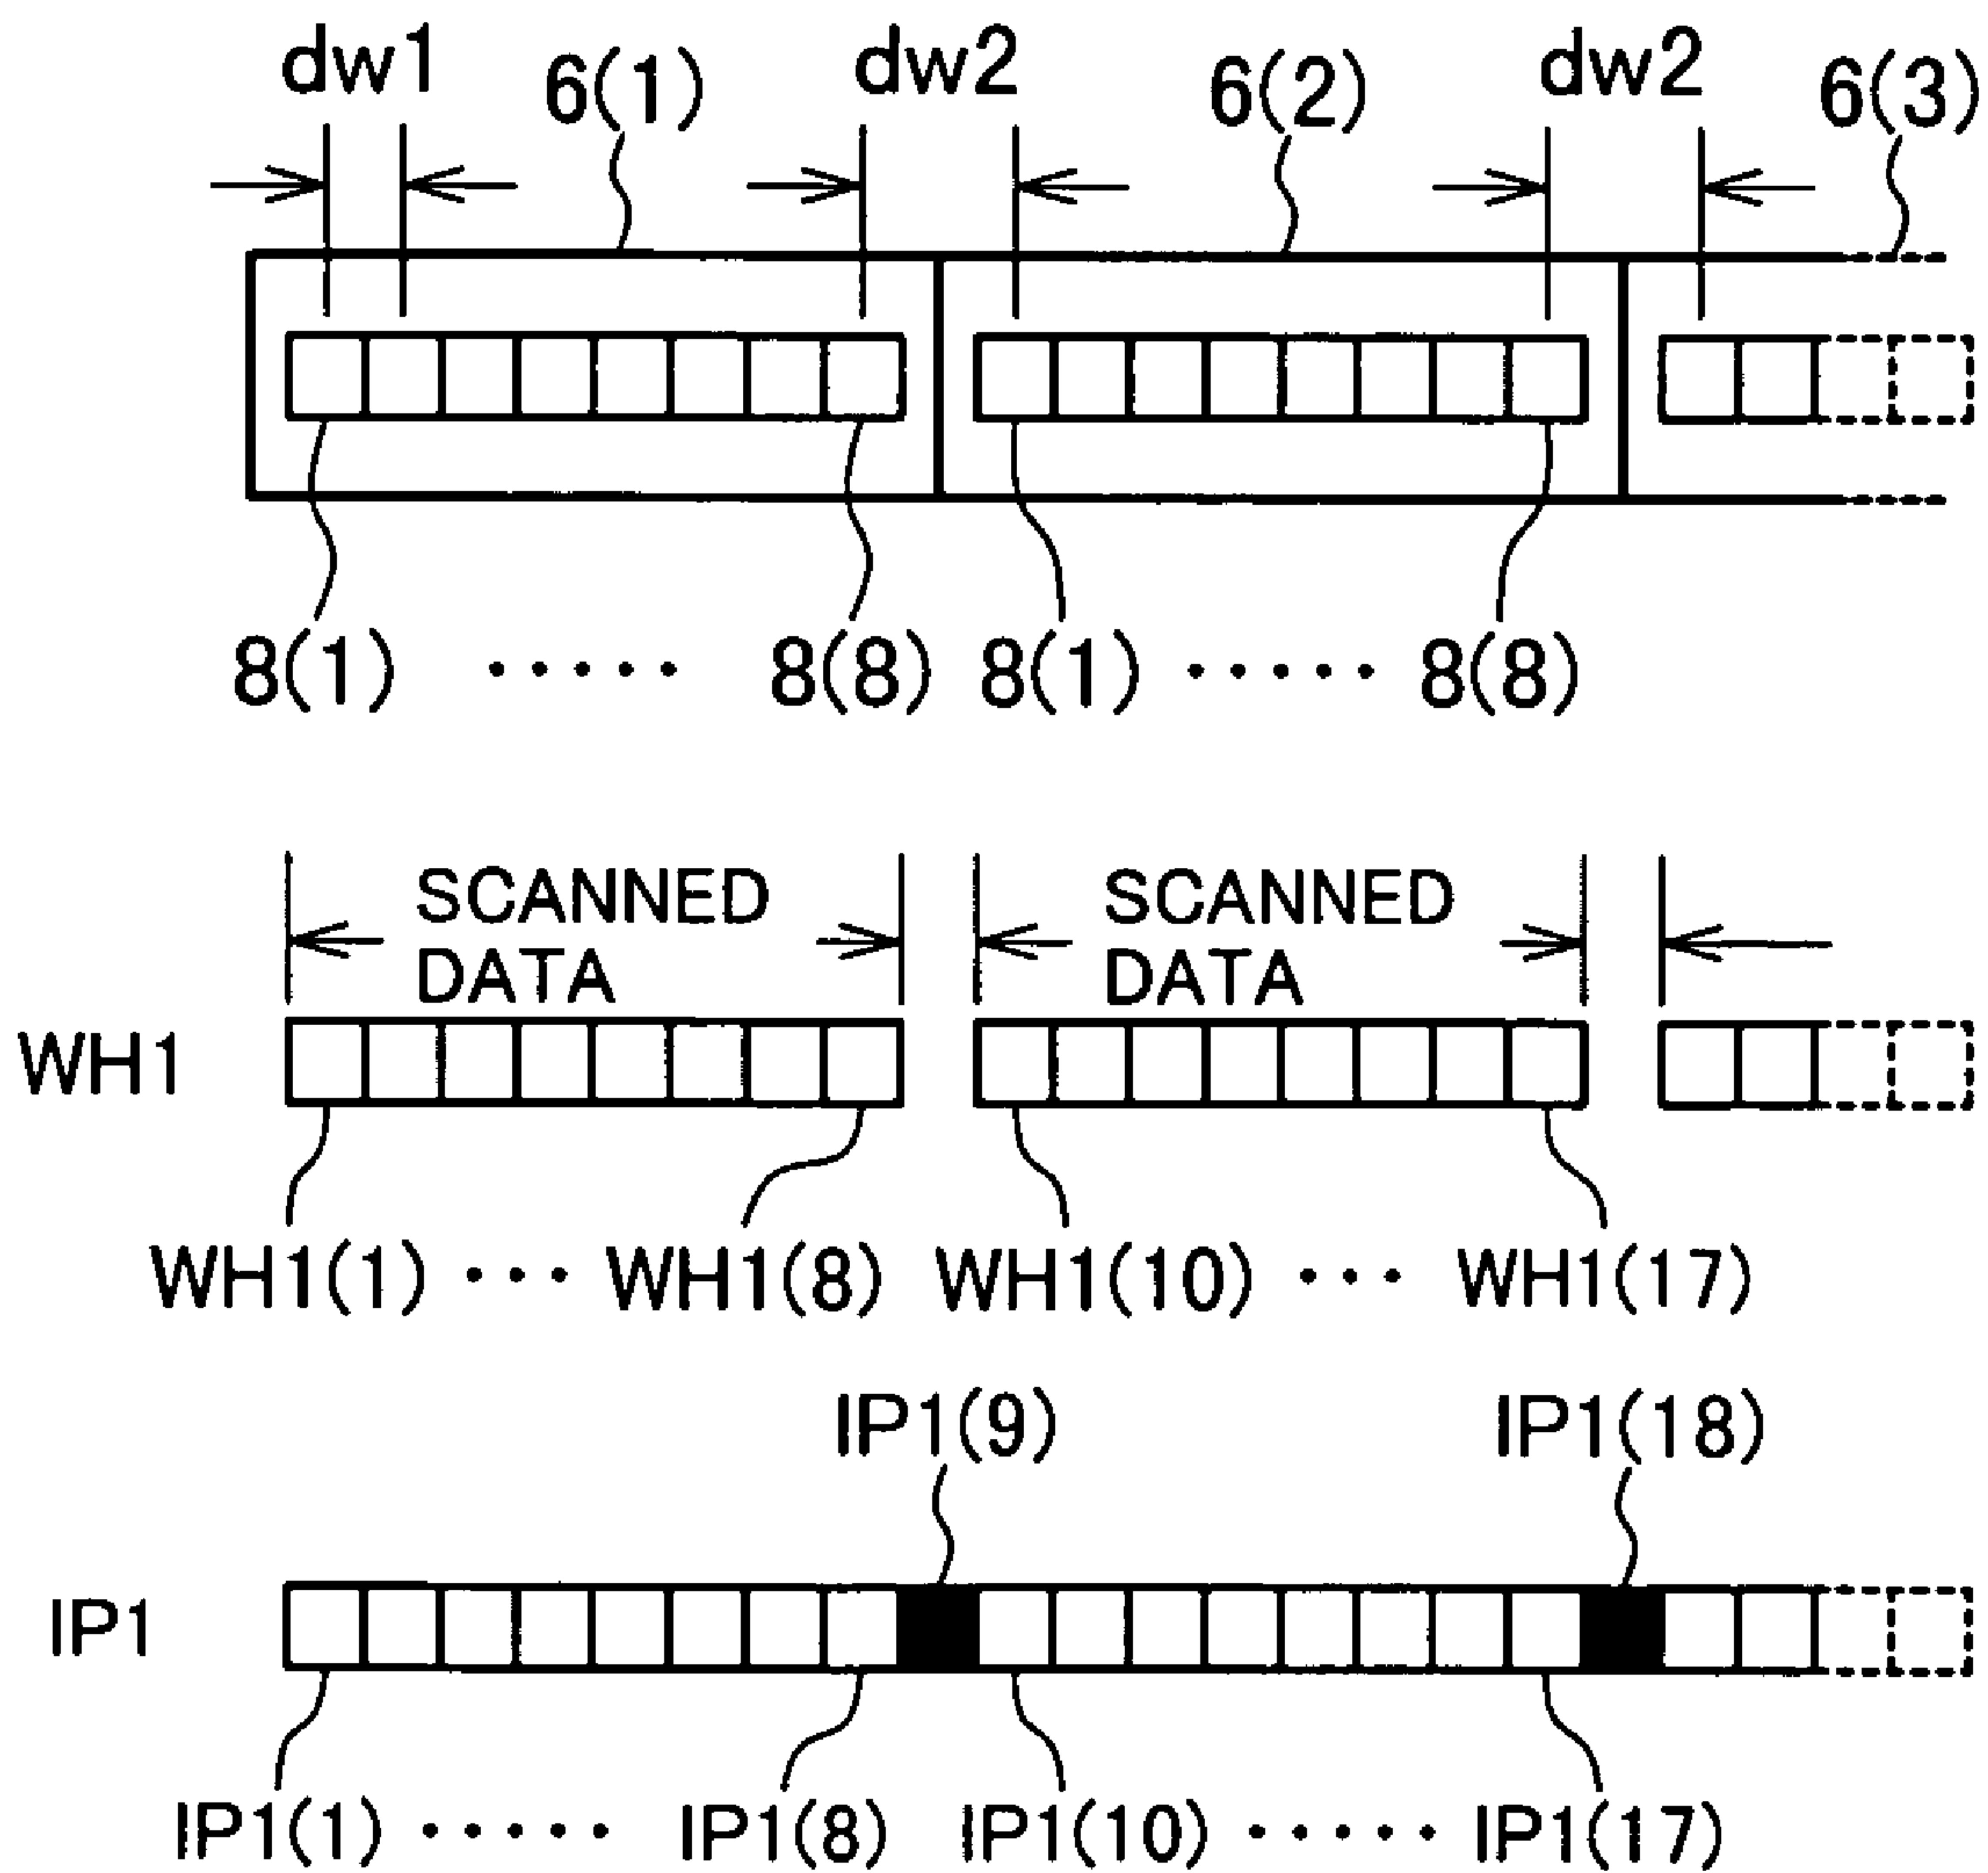 dw1 6(1) dw2 6(2) dw2 6(3)
8(1) ····· 8(8) 8(1) ····· 8(8)
SCANNED SCANNED
DATA DATA
WH1
WH1(1) ··· WH1(8) WH1(10) ··· WH1(17)
IP1(9) IP1(18)
IP1
IP1(1) ····· IP1(8) IP1(10) ····· IP1(17)